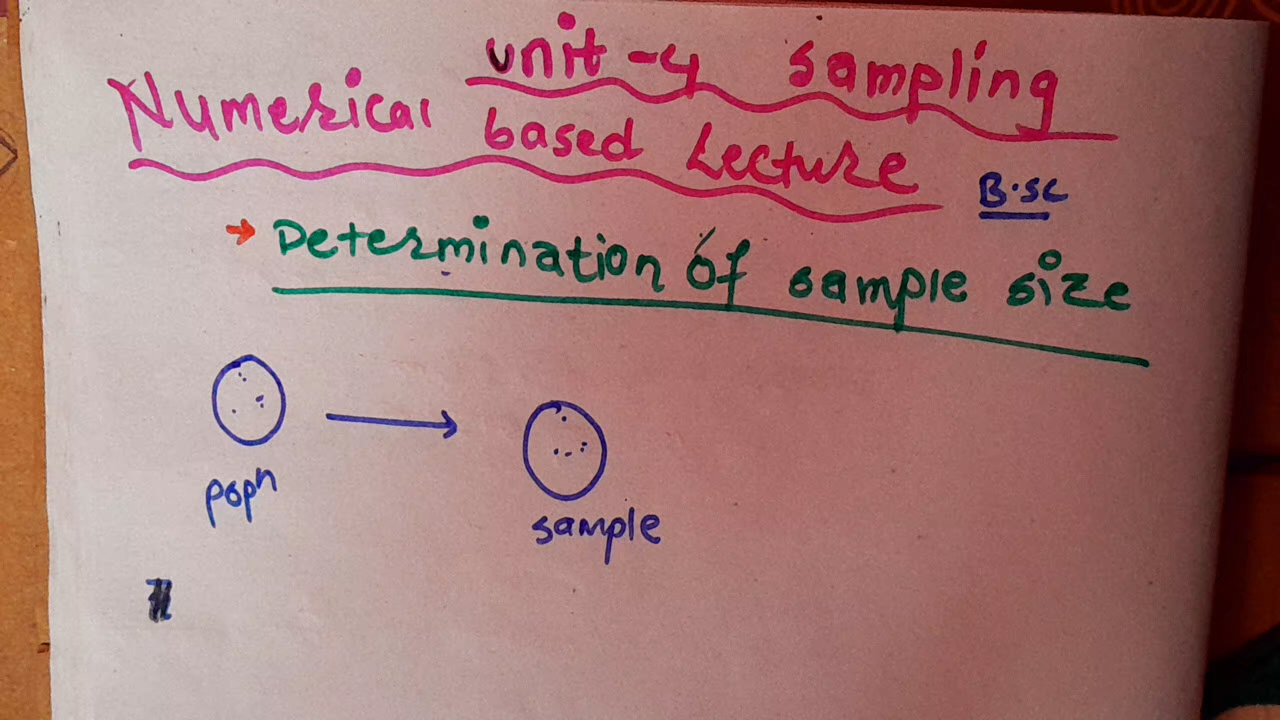 unit-4 sampling
Numerical based Lecture
B.sc
→ Determination of sample size
popn
sample